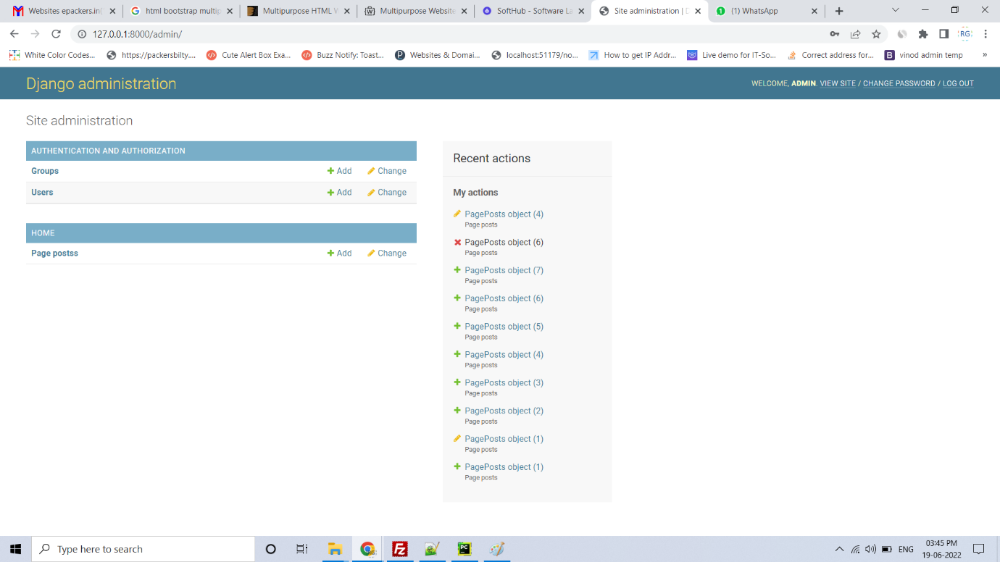 Websites epackers.in(
html bootstrap multip
Multipurpose HTML W
Multipurpose Website
SoftHub - Software La
Site administration | D
(1) WhatsApp
127.0.0.1:8000/admin/
RG
White Color Codes...
https://packersbilty....
Cute Alert Box Exa...
Buzz Notify: Toast...
Websites & Domai...
localhost:51179/no...
How to get IP Addr...
Live demo for IT-So...
Correct address for...
vinod admin temp
»
Django administration
WELCOME, ADMIN. VIEW SITE / CHANGE PASSWORD / LOG OUT
Site administration
AUTHENTICATION AND AUTHORIZATION
Groups Add Change
Users Add Change
HOME
Page postss Add Change
Recent actions
My actions
PagePosts object (4)
Page posts
PagePosts object (6)
Page posts
PagePosts object (7)
Page posts
PagePosts object (6)
Page posts
PagePosts object (5)
Page posts
PagePosts object (4)
Page posts
PagePosts object (3)
Page posts
PagePosts object (2)
Page posts
PagePosts object (1)
Page posts
PagePosts object (1)
Page posts
Type here to search
ENG
03:45 PM
19-06-2022